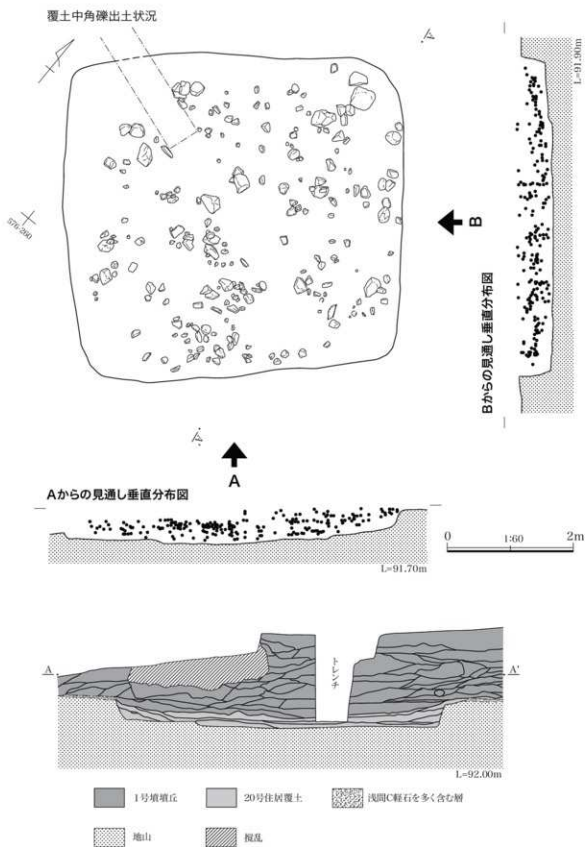 覆土中角礫出土状況
A'
576-260
B
L=91.90m
Bからの見通し垂直分布図
A
A
Aからの見通し垂直分布図
0
1:60
2m
L=91.70m
A
トレンチ
A'
L=92.00m
1号墳墳丘
20号住居覆土
浅間C軽石を多く含む層
地山
撹乱